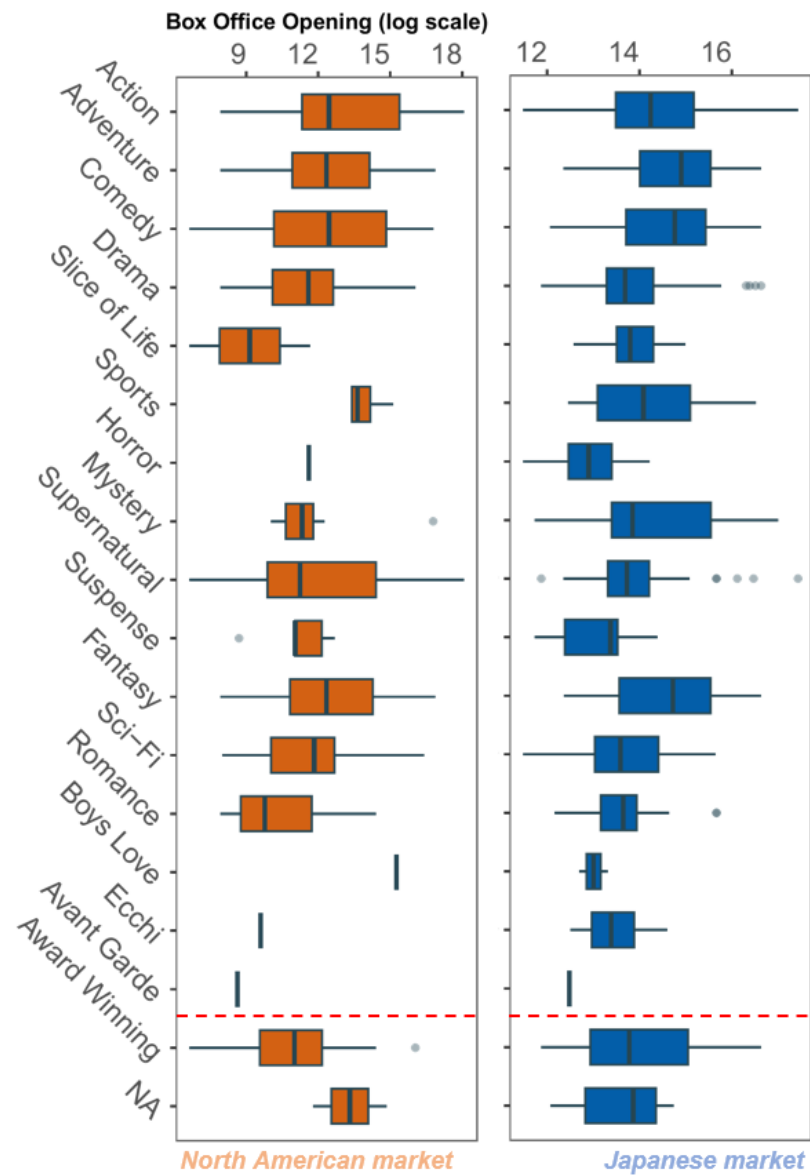 Box Office Opening (log scale)
9 12 15 18
12 14 16
Action
Adventure
Comedy
Drama
Slice of Life
Sports
Horror
Mystery
Supernatural
Suspense
Fantasy
Sci−Fi
Romance
Boys Love
Ecchi
Avant Garde
Award Winning
NA
North American market
Japanese market